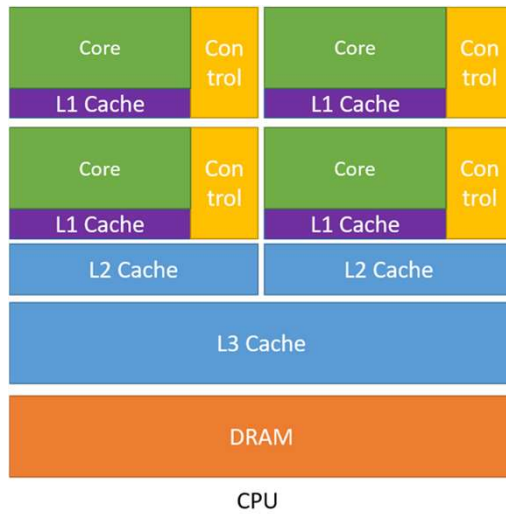 Core
Con
trol
L1 Cache
Core
Con
trol
L1 Cache
Core
Con
trol
L1 Cache
Core
Con
trol
L1 Cache
L2 Cache
L2 Cache
L3 Cache
DRAM
CPU